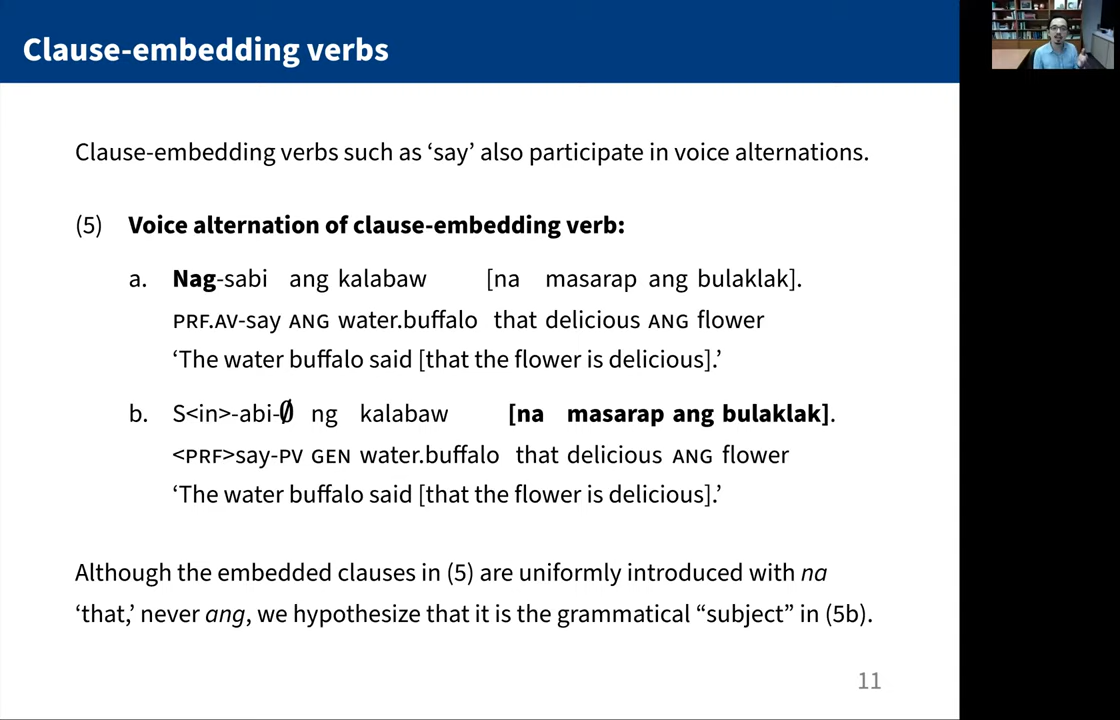 Clause-embedding verbs
Clause-embedding verbs such as ‘say’ also participate in voice alternations.
(5) Voice alternation of clause-embedding verb:
a. Nag-sabi ang kalabaw [na masarap ang bulaklak].
PRF.AV-say ANG water.buffalo that delicious ANG flower
‘The water buffalo said [that the flower is delicious].’
b. S<in>-abi-Ø ng kalabaw [na masarap ang bulaklak].
<PRF>say-PV GEN water.buffalo that delicious ANG flower
‘The water buffalo said [that the flower is delicious].’
Although the embedded clauses in (5) are uniformly introduced with na
‘that,’ never ang, we hypothesize that it is the grammatical “subject” in (5b).
11